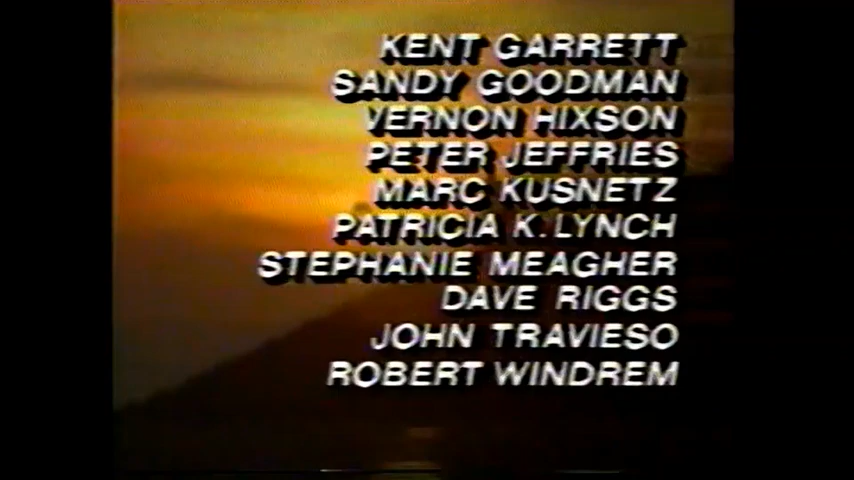 KENT GARRETT
SANDY GOODMAN
VERNON HIXSON
PETER JEFFRIES
MARC KUSNETZ
PATRICIA K. LYNCH
STEPHANIE MEAGHER
DAVE RIGGS
JOHN TRAVIESO
ROBERT WINDREM